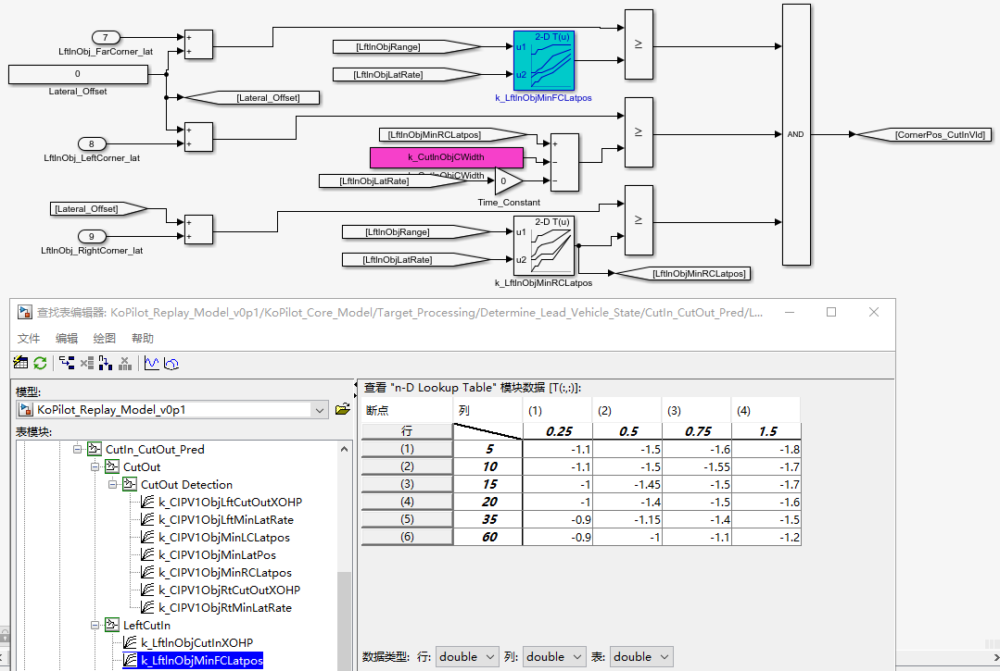 7
LftInObj_FarCorner_lat
+
+
[LftInObjRange]
[LftInObjLatRate]
2-D T(u)
u1
u2
k_LftInObjMinFCLatpos
≥
0
Lateral_Offset
[Lateral_Offset]
8
LftInObj_LeftCorner_lat
+
+
[LftInObjMinRCLatpos]
k_CutInObjCWidth
k_CutInObjCWidth
[LftInObjLatRate]
0
Time_Constant
+
−
−
≥
AND
[CornerPos_CutInVld]
[Lateral_Offset]
9
LftInObj_RightCorner_lat
+
+
[LftInObjRange]
[LftInObjLatRate]
2-D T(u)
u1
u2
k_LftInObjMinRCLatpos
≥
[LftInObjMinRCLatpos]
查找表编辑器: KoPilot_Replay_Model_v0p1/KoPilot_Core_Model/Target_Processing/Determine_Lead_Vehicle_State/CutIn_CutOut_Pred/L...
文件 编辑 绘图 帮助
模型:
KoPilot_Replay_Model_v0p1
表模块:
CutIn_CutOut_Pred
CutOut
CutOut Detection
k_CIPV1ObjLftCutOutXOHP
k_CIPV1ObjLftMinLatRate
k_CIPV1ObjMinLCLatpos
k_CIPV1ObjMinLatPos
k_CIPV1ObjMinRCLatpos
k_CIPV1ObjRtCutOutXOHP
k_CIPV1ObjRtMinLatRate
LeftCutIn
k_LftInObjCutInXOHP
k_LftInObjMinFCLatpos
查看 "n-D Lookup Table" 模块数据 [T(:,:)]:
断点 列 (1) (2) (3) (4)
行 0.25 0.5 0.75 1.5
(1) 5 -1.1 -1.5 -1.6 -1.8
(2) 10 -1.1 -1.5 -1.55 -1.7
(3) 15 -1 -1.45 -1.5 -1.7
(4) 20 -1 -1.4 -1.5 -1.6
(5) 35 -0.9 -1.15 -1.4 -1.5
(6) 60 -0.9 -1 -1.1 -1.2
数据类型: 行: double 列: double 表: double